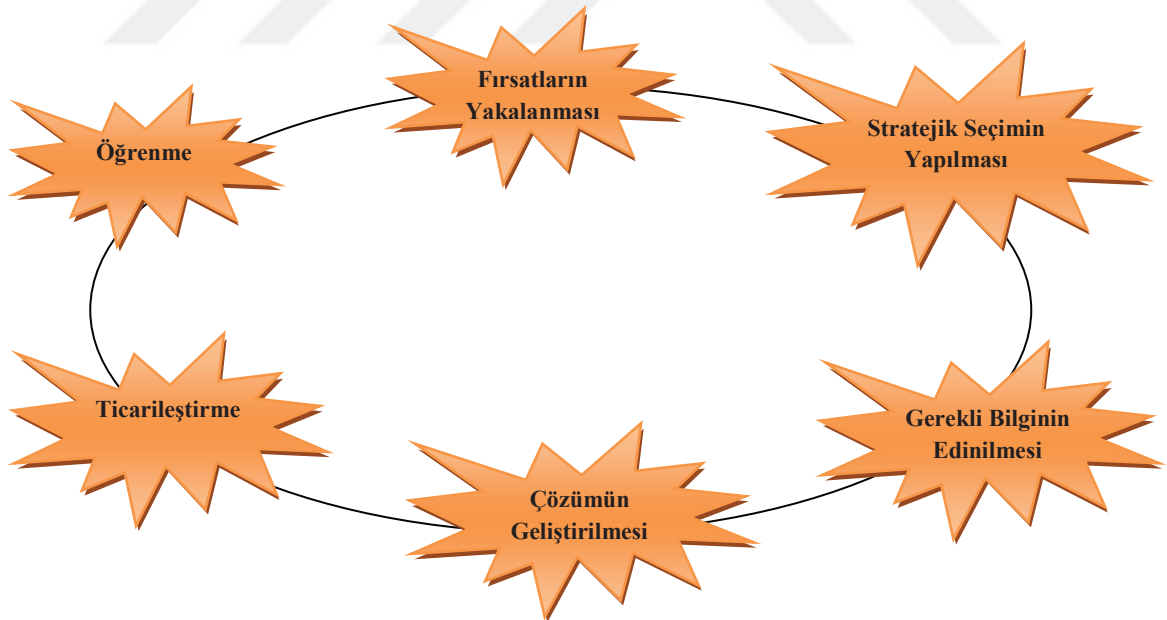 Fırsatların
Yakalanması
Stratejik Seçimin
Yapılması
Gerekli Bilginin
Edinilmesi
Çözümün
Geliştirilmesi
Ticarileştirme
Öğrenme